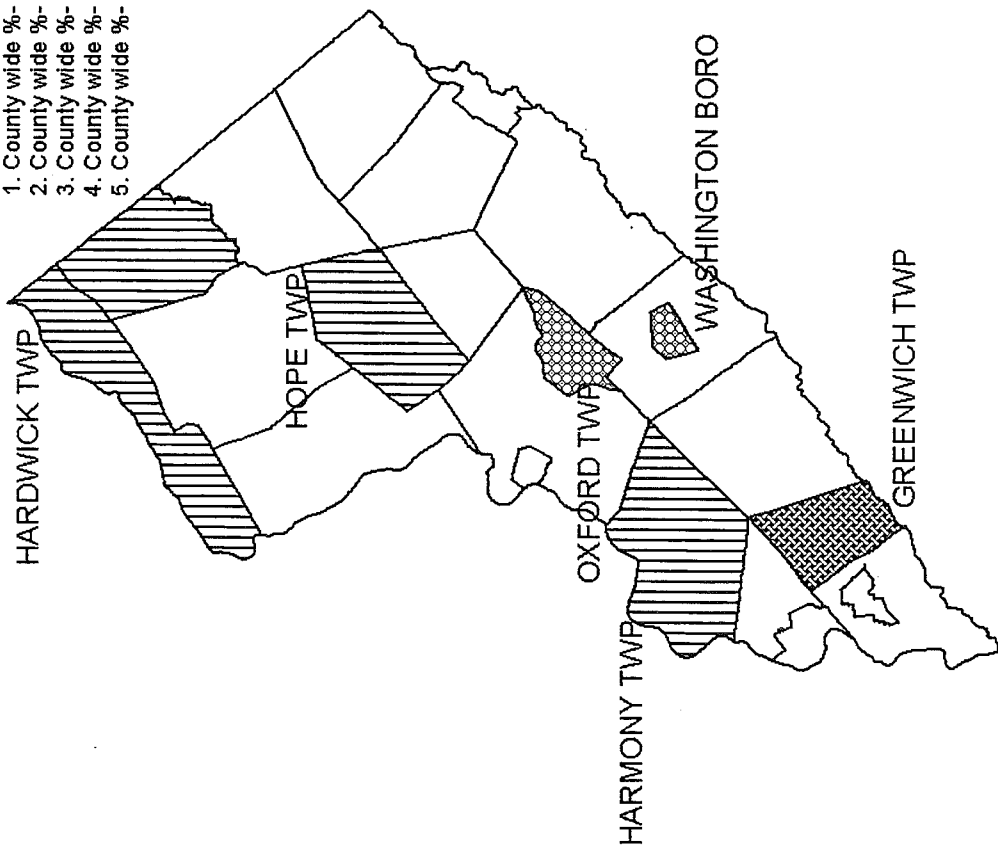 1. County wide %-
2. County wide %-
3. County wide %-
4. County wide %-
5. County wide %-
HARDWICK TWP
HOPE TWP
WASHINGTON BORO
OXFORD TWP
GREENWICH TWP
HARMONY TWP